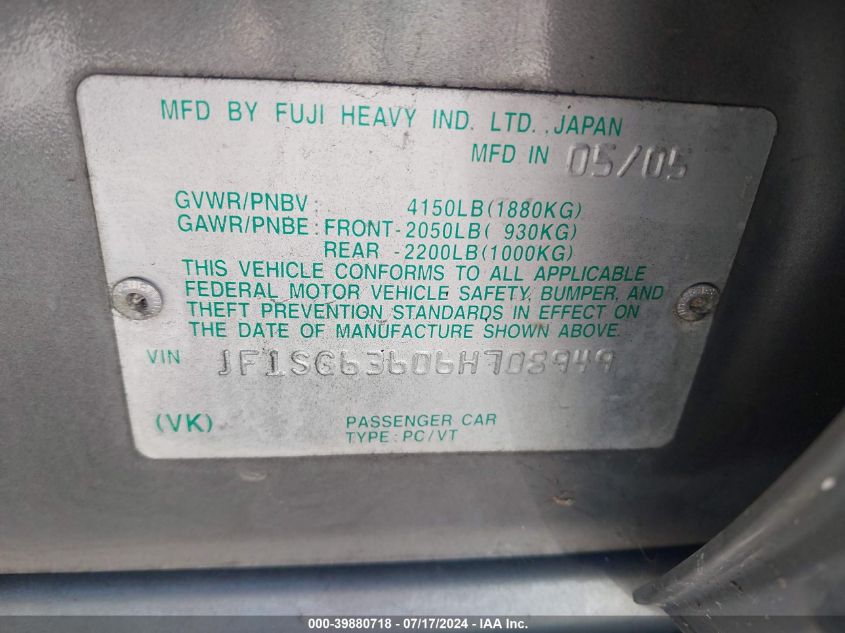 MFD BY FUJI HEAVY IND. LTD., JAPAN
MFD IN 05/05
GVWR/PNBV: 4150LB(1880KG)
GAWR/PNBE: FRONT-2050LB( 930KG)
REAR -2200LB(1000KG)
THIS VEHICLE CONFORMS TO ALL APPLICABLE
FEDERAL MOTOR VEHICLE SAFETY, BUMPER, AND
THEFT PREVENTION STANDARDS IN EFFECT ON
THE DATE OF MANUFACTURE SHOWN ABOVE.
VIN JF1SG63606H708949
(VK) PASSENGER CAR
TYPE: PC/VT
000-39880718 - 07/17/2024 - IAA Inc.